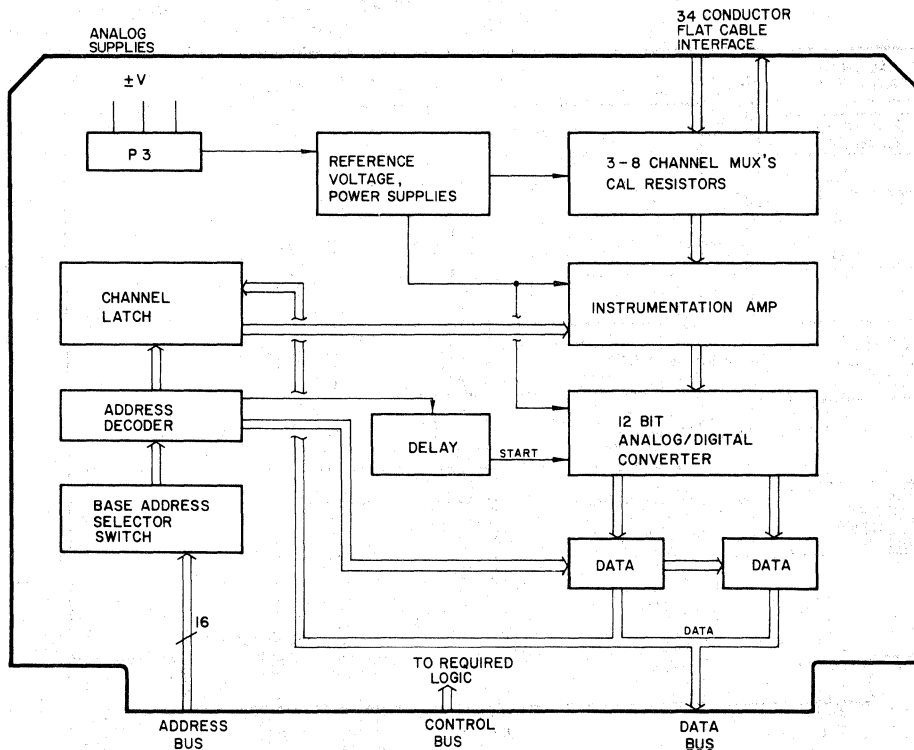 ANALOG
SUPPLIES
34 CONDUCTOR
FLAT CABLE
INTERFACE
±V
P3
REFERENCE
VOLTAGE,
POWER SUPPLIES
3-8 CHANNEL MUX'S
CAL RESISTORS
CHANNEL
LATCH
INSTRUMENTATION AMP
ADDRESS
DECODER
DELAY
START
12 BIT
ANALOG/DIGITAL
CONVERTER
BASE ADDRESS
SELECTOR
SWITCH
DATA
DATA
16
DATA
TO REQUIRED
LOGIC
ADDRESS
BUS
CONTROL
BUS
DATA
BUS